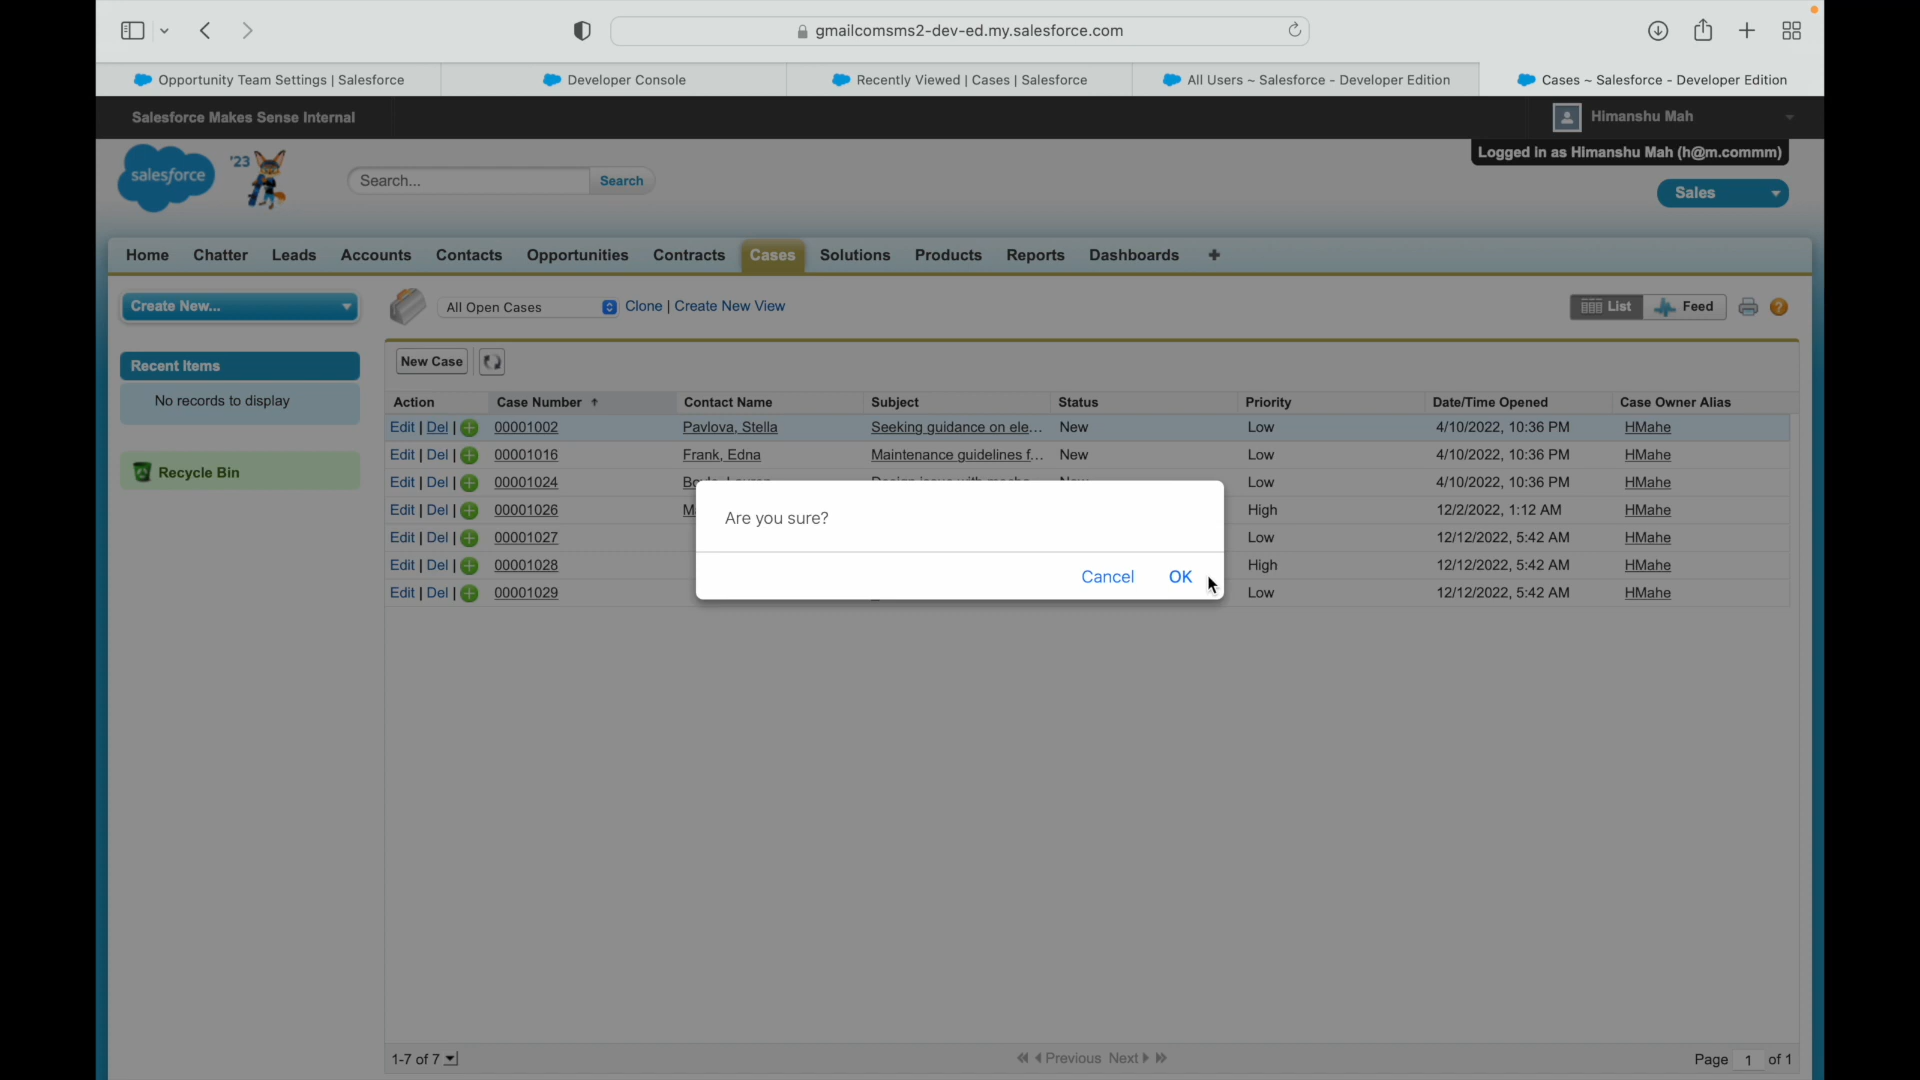 gmailcomsms2-dev-ed.my.salesforce.com
Opportunity Team Settings | Salesforce
Developer Console
Recently Viewed | Cases | Salesforce
All Users ~ Salesforce - Developer Edition
Cases ~ Salesforce - Developer Edition
Salesforce Makes Sense Internal
Himanshu Mah
Logged in as Himanshu Mah (h@m.commm)
salesforce
'23
Search...
Search
Sales
Home Chatter Leads Accounts Contacts Opportunities Contracts Cases Solutions Products Reports Dashboards +
Create New...
All Open Cases
Clone | Create New View
List
Feed
?
Recent Items
No records to display
Recycle Bin
New Case
Action Case Number Contact Name Subject Status Priority Date/Time Opened Case Owner Alias
Edit | Del | 00001002 Pavlova, Stella Seeking guidance on ele... New Low 4/10/2022, 10:36 PM HMahe
Edit | Del | 00001016 Frank, Edna Maintenance guidelines f... New Low 4/10/2022, 10:36 PM HMahe
Edit | Del | 00001024 Low 4/10/2022, 10:36 PM HMahe
Edit | Del | 00001026 High 12/2/2022, 1:12 AM HMahe
Edit | Del | 00001027 Low 12/12/2022, 5:42 AM HMahe
Edit | Del | 00001028 High 12/12/2022, 5:42 AM HMahe
Edit | Del | 00001029 Low 12/12/2022, 5:42 AM HMahe
Are you sure?
Cancel OK
1-7 of 7
Previous Next
Page 1 of 1